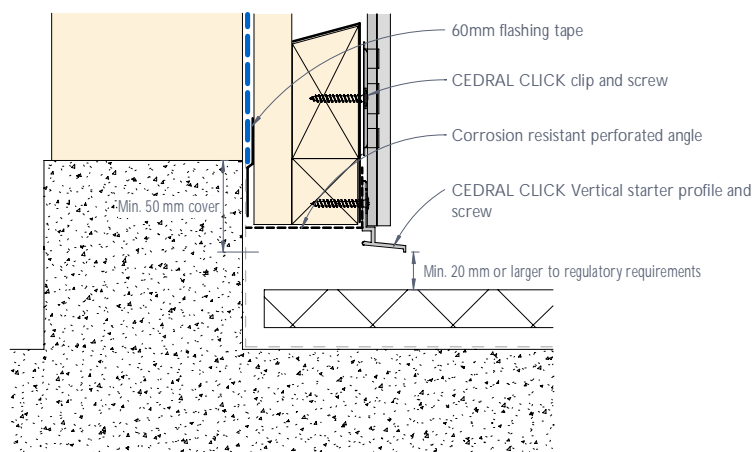 60mm flashing tape
CEDRAL CLICK clip and screw
Corrosion resistant perforated angle
CEDRAL CLICK Vertical starter profile and
screw
Min. 50 mm cover
Min. 20 mm or larger to regulatory requirements